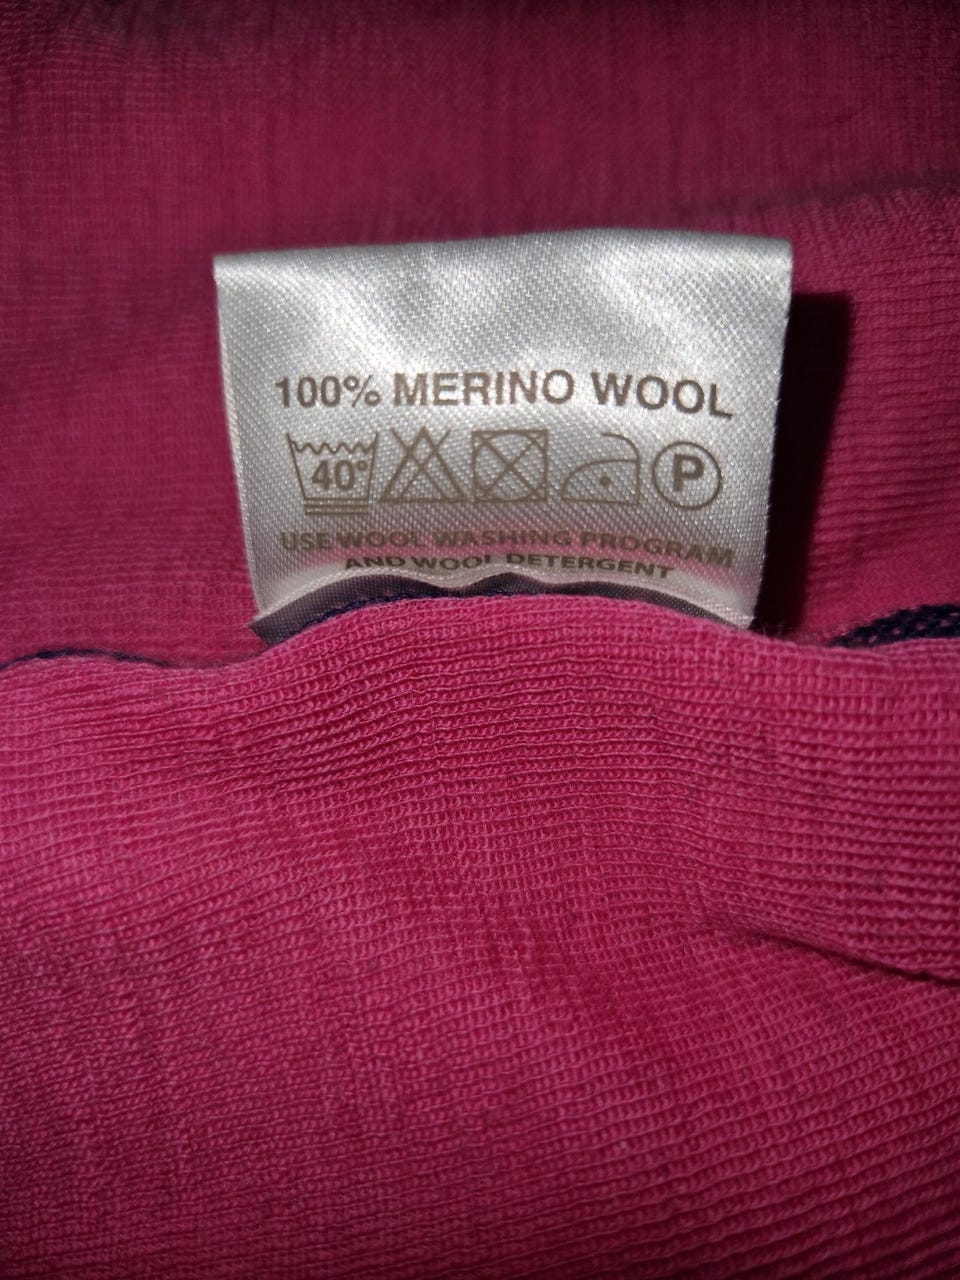 100% MERINO WOOL
40° P
USE WOOL WASHING PROGRAM
AND WOOL DETERGENT